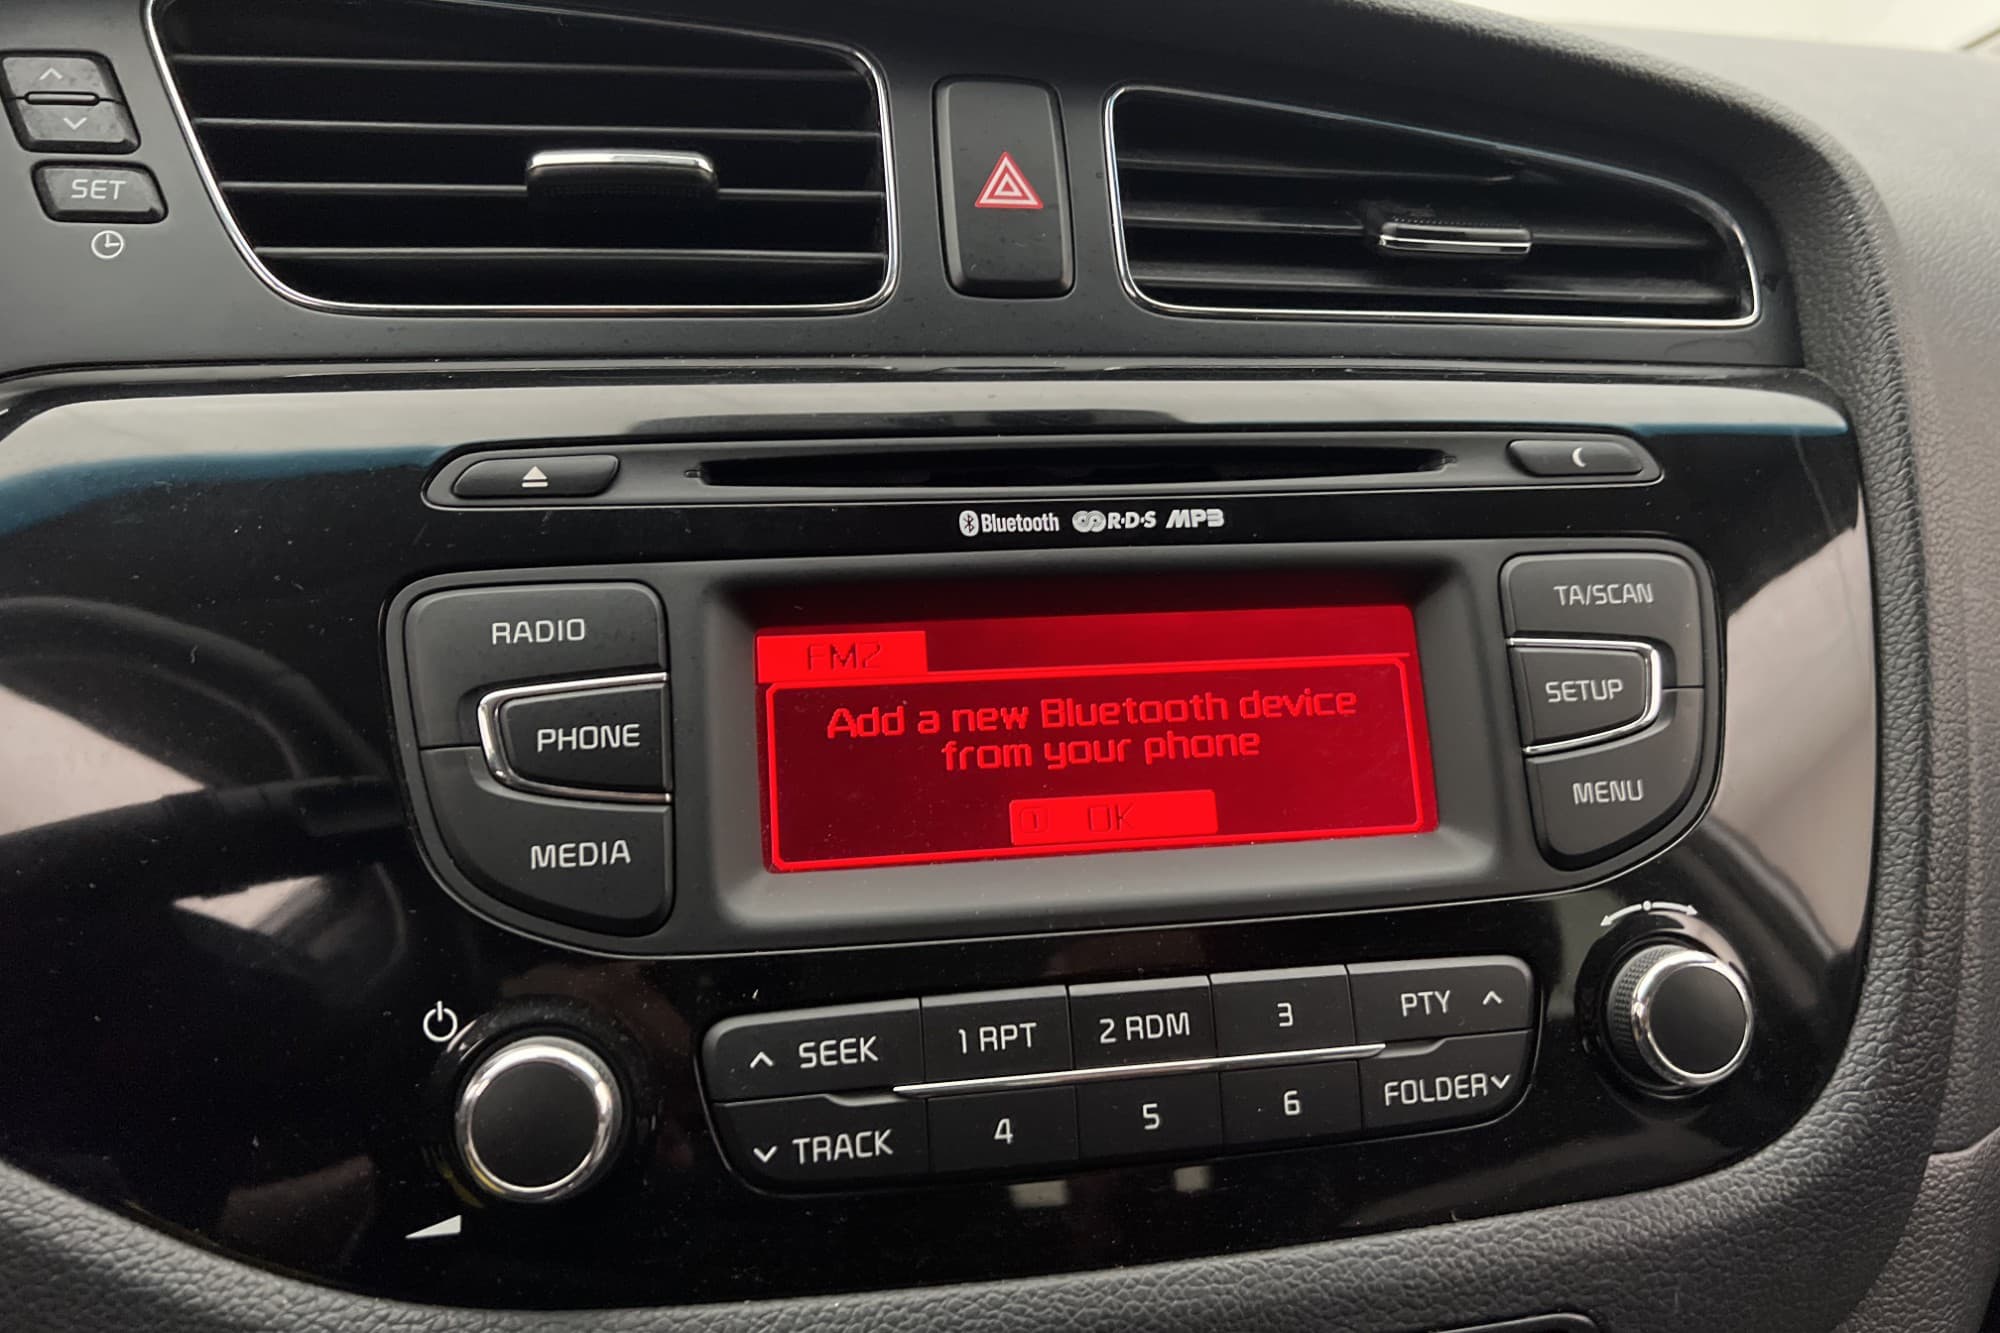 SET
Bluetooth R·D·S MP3
RADIO
PHONE
MEDIA
FM2
Add a new Bluetooth device
from your phone
1 OK
TA/SCAN
SETUP
MENU
SEEK 1 RPT 2 RDM 3 PTY
TRACK 4 5 6 FOLDER